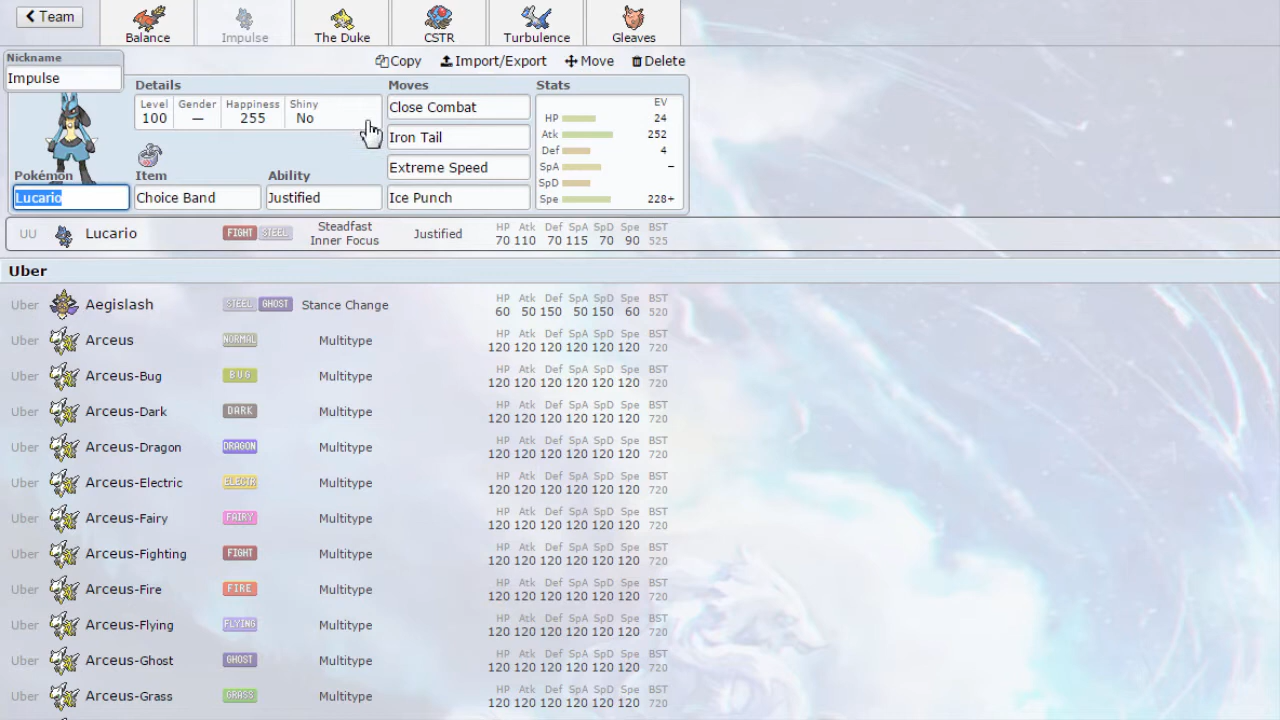 Team
Balance
Impulse
The Duke
CSTR
Turbulence
Gleaves
Nickname
Impulse
Copy Import/Export Move Delete
Details
Level Gender Happiness Shiny
100 — 255 No
Pokémon
Lucario
Item
Choice Band
Ability
Justified
Moves
Close Combat
Iron Tail
Extreme Speed
Ice Punch
Stats
EV
HP 24
Atk 252
Def 4
SpA –
SpD
Spe 228+
UU Lucario FIGHT STEEL Steadfast Inner Focus Justified HP Atk Def SpA SpD Spe BST
70 110 70 115 70 90 525
Uber
Uber Aegislash STEEL GHOST Stance Change HP Atk Def SpA SpD Spe BST
60 50 150 50 150 60 520
Uber Arceus NORMAL Multitype HP Atk Def SpA SpD Spe BST
120 120 120 120 120 120 720
Uber Arceus-Bug BUG Multitype HP Atk Def SpA SpD Spe BST
120 120 120 120 120 120 720
Uber Arceus-Dark DARK Multitype HP Atk Def SpA SpD Spe BST
120 120 120 120 120 120 720
Uber Arceus-Dragon DRAGON Multitype HP Atk Def SpA SpD Spe BST
120 120 120 120 120 120 720
Uber Arceus-Electric ELECTR Multitype HP Atk Def SpA SpD Spe BST
120 120 120 120 120 120 720
Uber Arceus-Fairy FAIRY Multitype HP Atk Def SpA SpD Spe BST
120 120 120 120 120 120 720
Uber Arceus-Fighting FIGHT Multitype HP Atk Def SpA SpD Spe BST
120 120 120 120 120 120 720
Uber Arceus-Fire FIRE Multitype HP Atk Def SpA SpD Spe BST
120 120 120 120 120 120 720
Uber Arceus-Flying FLYING Multitype HP Atk Def SpA SpD Spe BST
120 120 120 120 120 120 720
Uber Arceus-Ghost GHOST Multitype HP Atk Def SpA SpD Spe BST
120 120 120 120 120 120 720
Uber Arceus-Grass GRASS Multitype HP Atk Def SpA SpD Spe BST
120 120 120 120 120 120 720